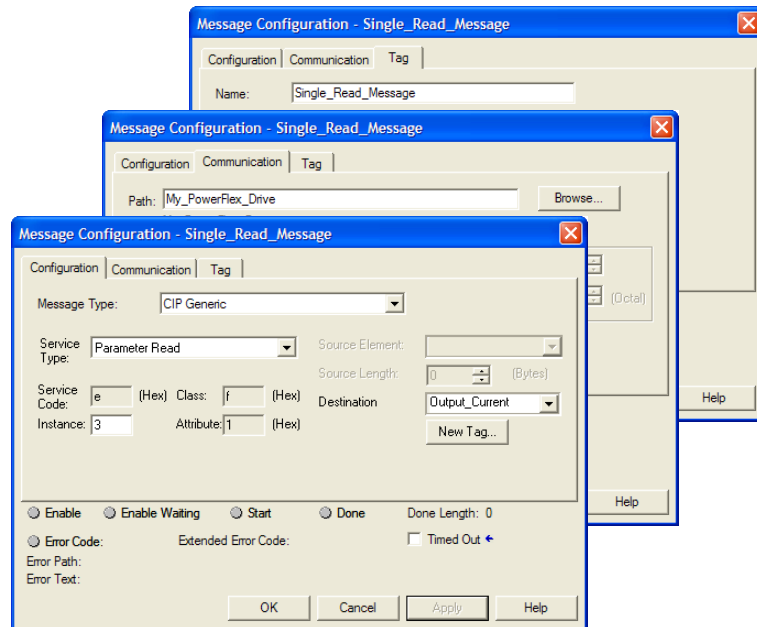 Message Configuration - Single_Read_Message
Configuration Communication Tag
Name: Single_Read_Message
Message Configuration - Single_Read_Message
Configuration Communication Tag
Path: My_PowerFlex_Drive Browse...
(Octal)
Help
Help
Message Configuration - Single_Read_Message
Configuration Communication Tag
Message Type: CIP Generic
Service Type: Parameter Read Source Element:
Source Length: 0 (Bytes)
Service Code: e (Hex) Class: f (Hex) Destination Output_Current
Instance: 3 Attribute: 1 (Hex) New Tag...
Enable Enable Waiting Start Done Done Length: 0
Error Code: Extended Error Code: Timed Out ←
Error Path:
Error Text:
OK Cancel Apply Help